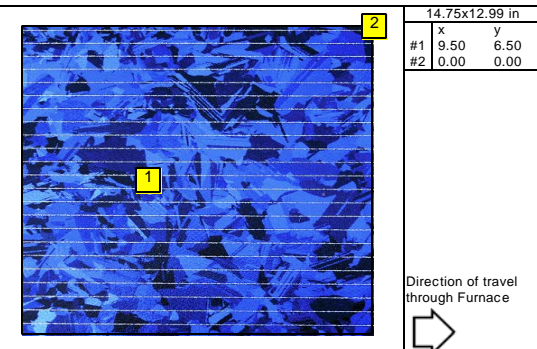 2
1
14.75x12.99 in
x y
#1 9.50 6.50
#2 0.00 0.00
Direction of travel
through Furnace